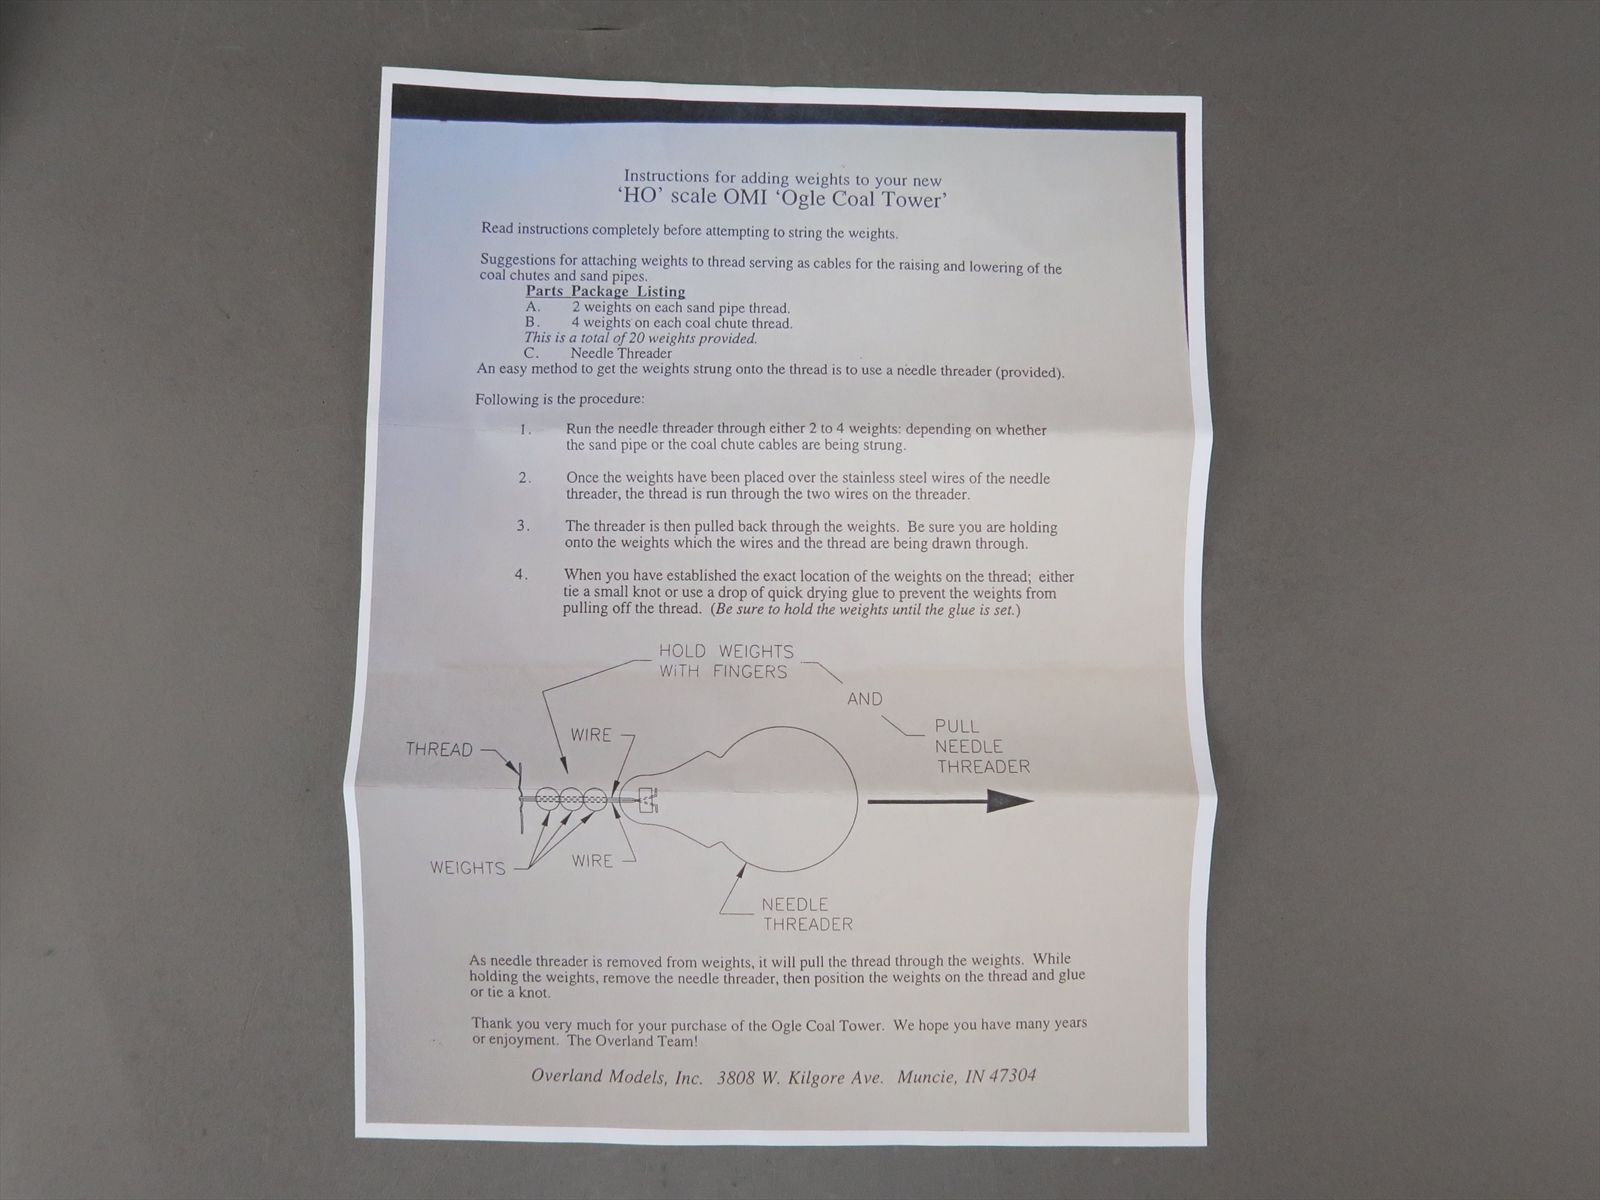 Instructions for adding weights to your new
'HO' scale OMI 'Ogle Coal Tower'
Read instructions completely before attempting to string the weights.
Suggestions for attaching weights to thread serving as cables for the raising and lowering of the
coal chutes and sand pipes.
Parts Package Listing
A. 2 weights on each sand pipe thread.
B. 4 weights on each coal chute thread.
This is a total of 20 weights provided.
C. Needle Threader
An easy method to get the weights strung onto the thread is to use a needle threader (provided).
Following is the procedure:
1. Run the needle threader through either 2 to 4 weights: depending on whether
the sand pipe or the coal chute cables are being strung.
2. Once the weights have been placed over the stainless steel wires of the needle
threader, the thread is run through the two wires on the threader.
3. The threader is then pulled back through the weights. Be sure you are holding
onto the weights which the wires and the thread are being drawn through.
4. When you have established the exact location of the weights on the thread; either
tie a small knot or use a drop of quick drying glue to prevent the weights from
pulling off the thread. (Be sure to hold the weights until the glue is set.)
HOLD WEIGHTS
WiTH FINGERS
AND
PULL
NEEDLE
THREADER
WIRE
THREAD
WEIGHTS
WIRE
NEEDLE
THREADER
As needle threader is removed from weights, it will pull the thread through the weights. While
holding the weights, remove the needle threader, then position the weights on the thread and glue
or tie a knot.
Thank you very much for your purchase of the Ogle Coal Tower. We hope you have many years
or enjoyment. The Overland Team!
Overland Models, Inc. 3808 W. Kilgore Ave. Muncie, IN 47304